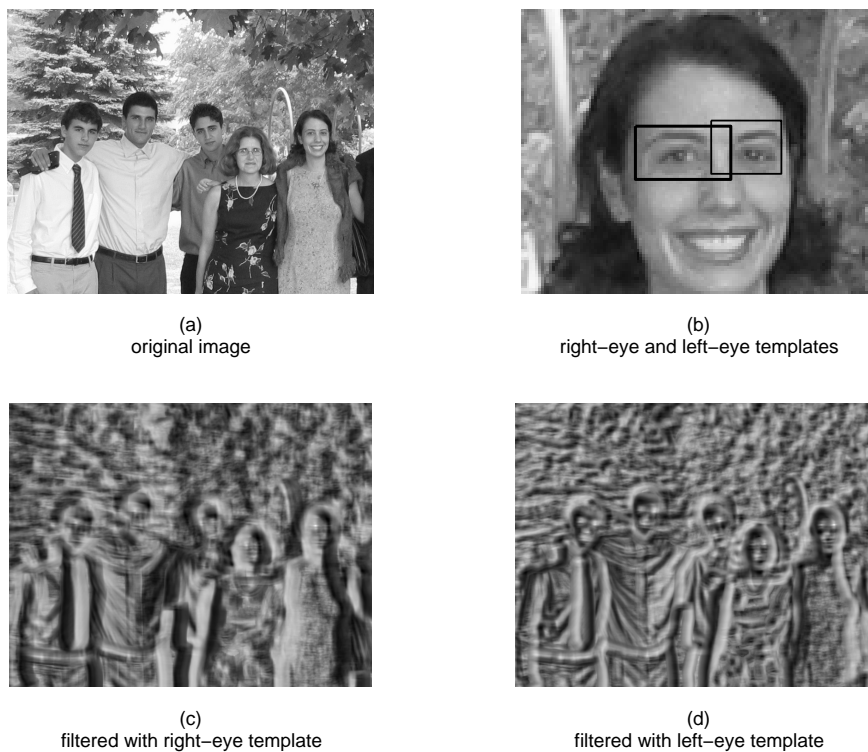 (a)
original image
(b)
right−eye and left−eye templates
(c)
filtered with right−eye template
(d)
filtered with left−eye template